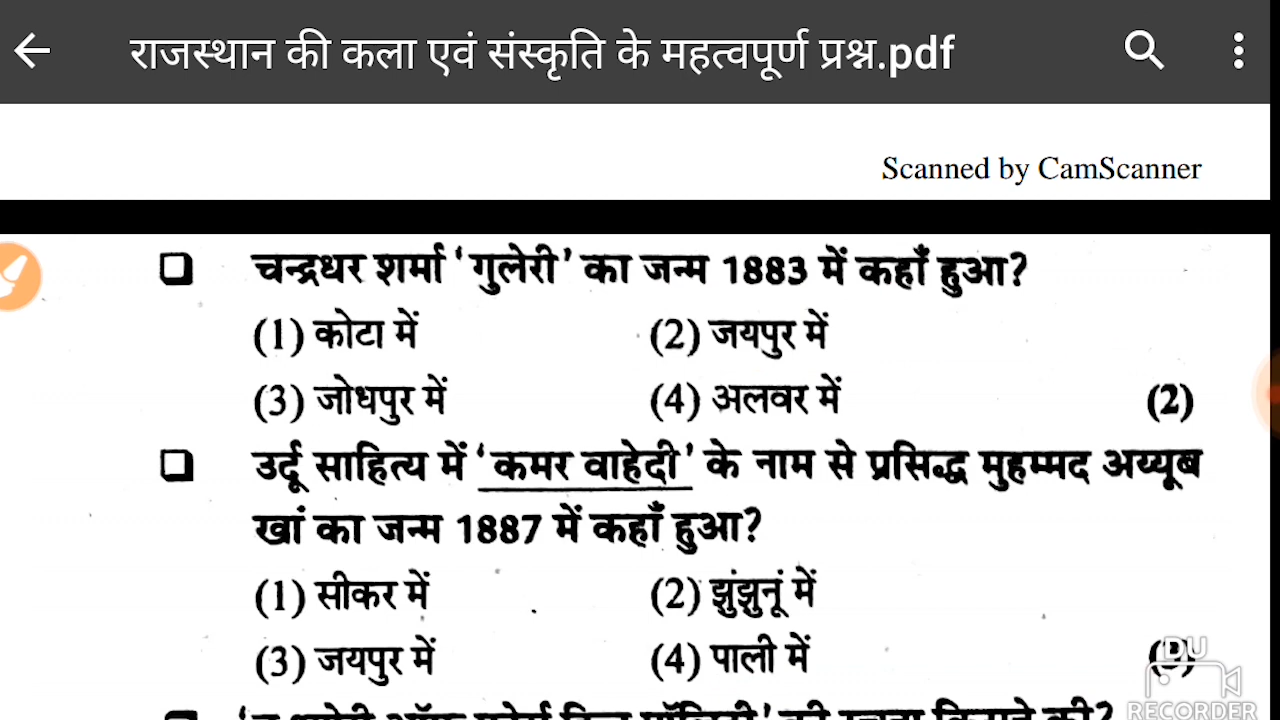 राजस्थान की कला एवं संस्कृति के महत्वपूर्ण प्रश्न.pdf
Scanned by CamScanner
चन्द्रधर शर्मा ‘गुलेरी’ का जन्म 1883 में कहाँ हुआ?
(1) कोटा में (2) जयपुर में
(3) जोधपुर में (4) अलवर में (2)
उर्दू साहित्य में ‘कमर वाहेदी’ के नाम से प्रसिद्ध मुहम्मद अय्यूब
खां का जन्म 1887 में कहाँ हुआ?
(1) सीकर में (2) झुंझुनूं में
(3) जयपुर में (4) पाली में
DU
RECORDER